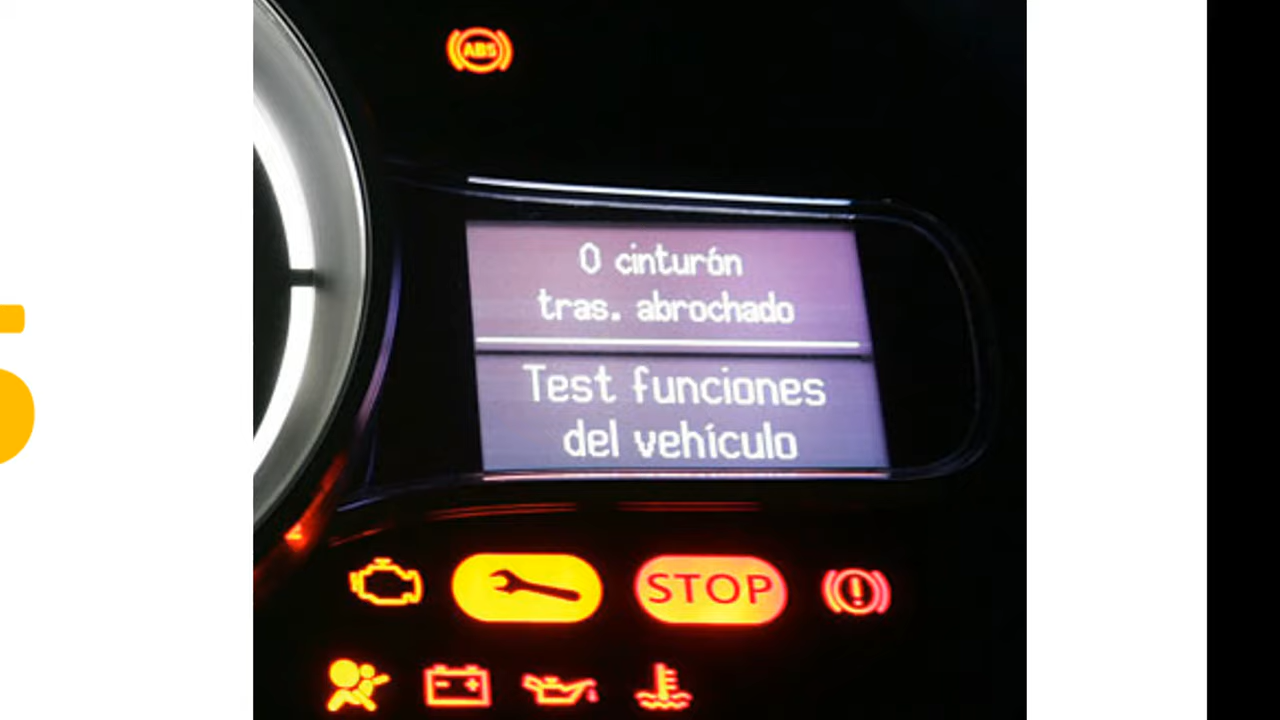 ABS
0 cinturón
tras. abrochado
Test funciones
del vehículo
STOP